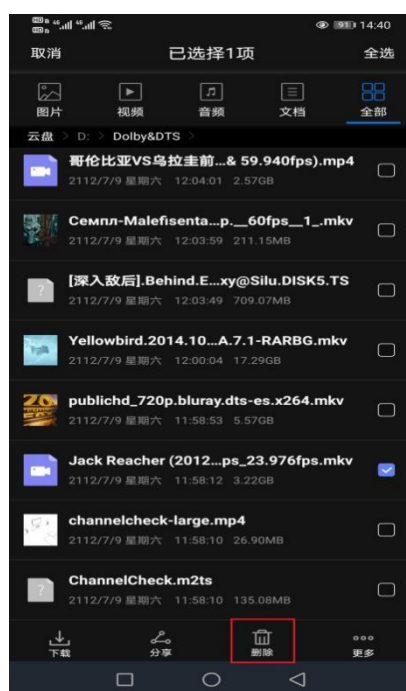 14:40
取消 已选择1项 全选
图片 视频 音频 文档 全部
云盘 > D: > Dolby&DTS >
哥伦比亚VS乌拉圭前...& 59.940fps).mp4
2112/7/9 星期六 12:04:01 2.57GB
Семпл-Malefisenta...p.__60fps__1_.mkv
2112/7/9 星期六 12:03:59 211.15MB
[深入敌后].Behind.E...xy@Silu.DISK5.TS
2112/7/9 星期六 12:03:49 709.07MB
Yellowbird.2014.10...A.7.1-RARBG.mkv
2112/7/9 星期六 12:00:04 17.29GB
publichd_720p.bluray.dts-es.x264.mkv
2112/7/9 星期六 11:58:53 5.57GB
Jack Reacher (2012...ps_23.976fps.mkv
2112/7/9 星期六 11:58:12 3.22GB
channelcheck-large.mp4
2112/7/9 星期六 11:58:10 26.90MB
ChannelCheck.m2ts
2112/7/9 星期六 11:58:10 135.08MB
下载 分享 删除 更多